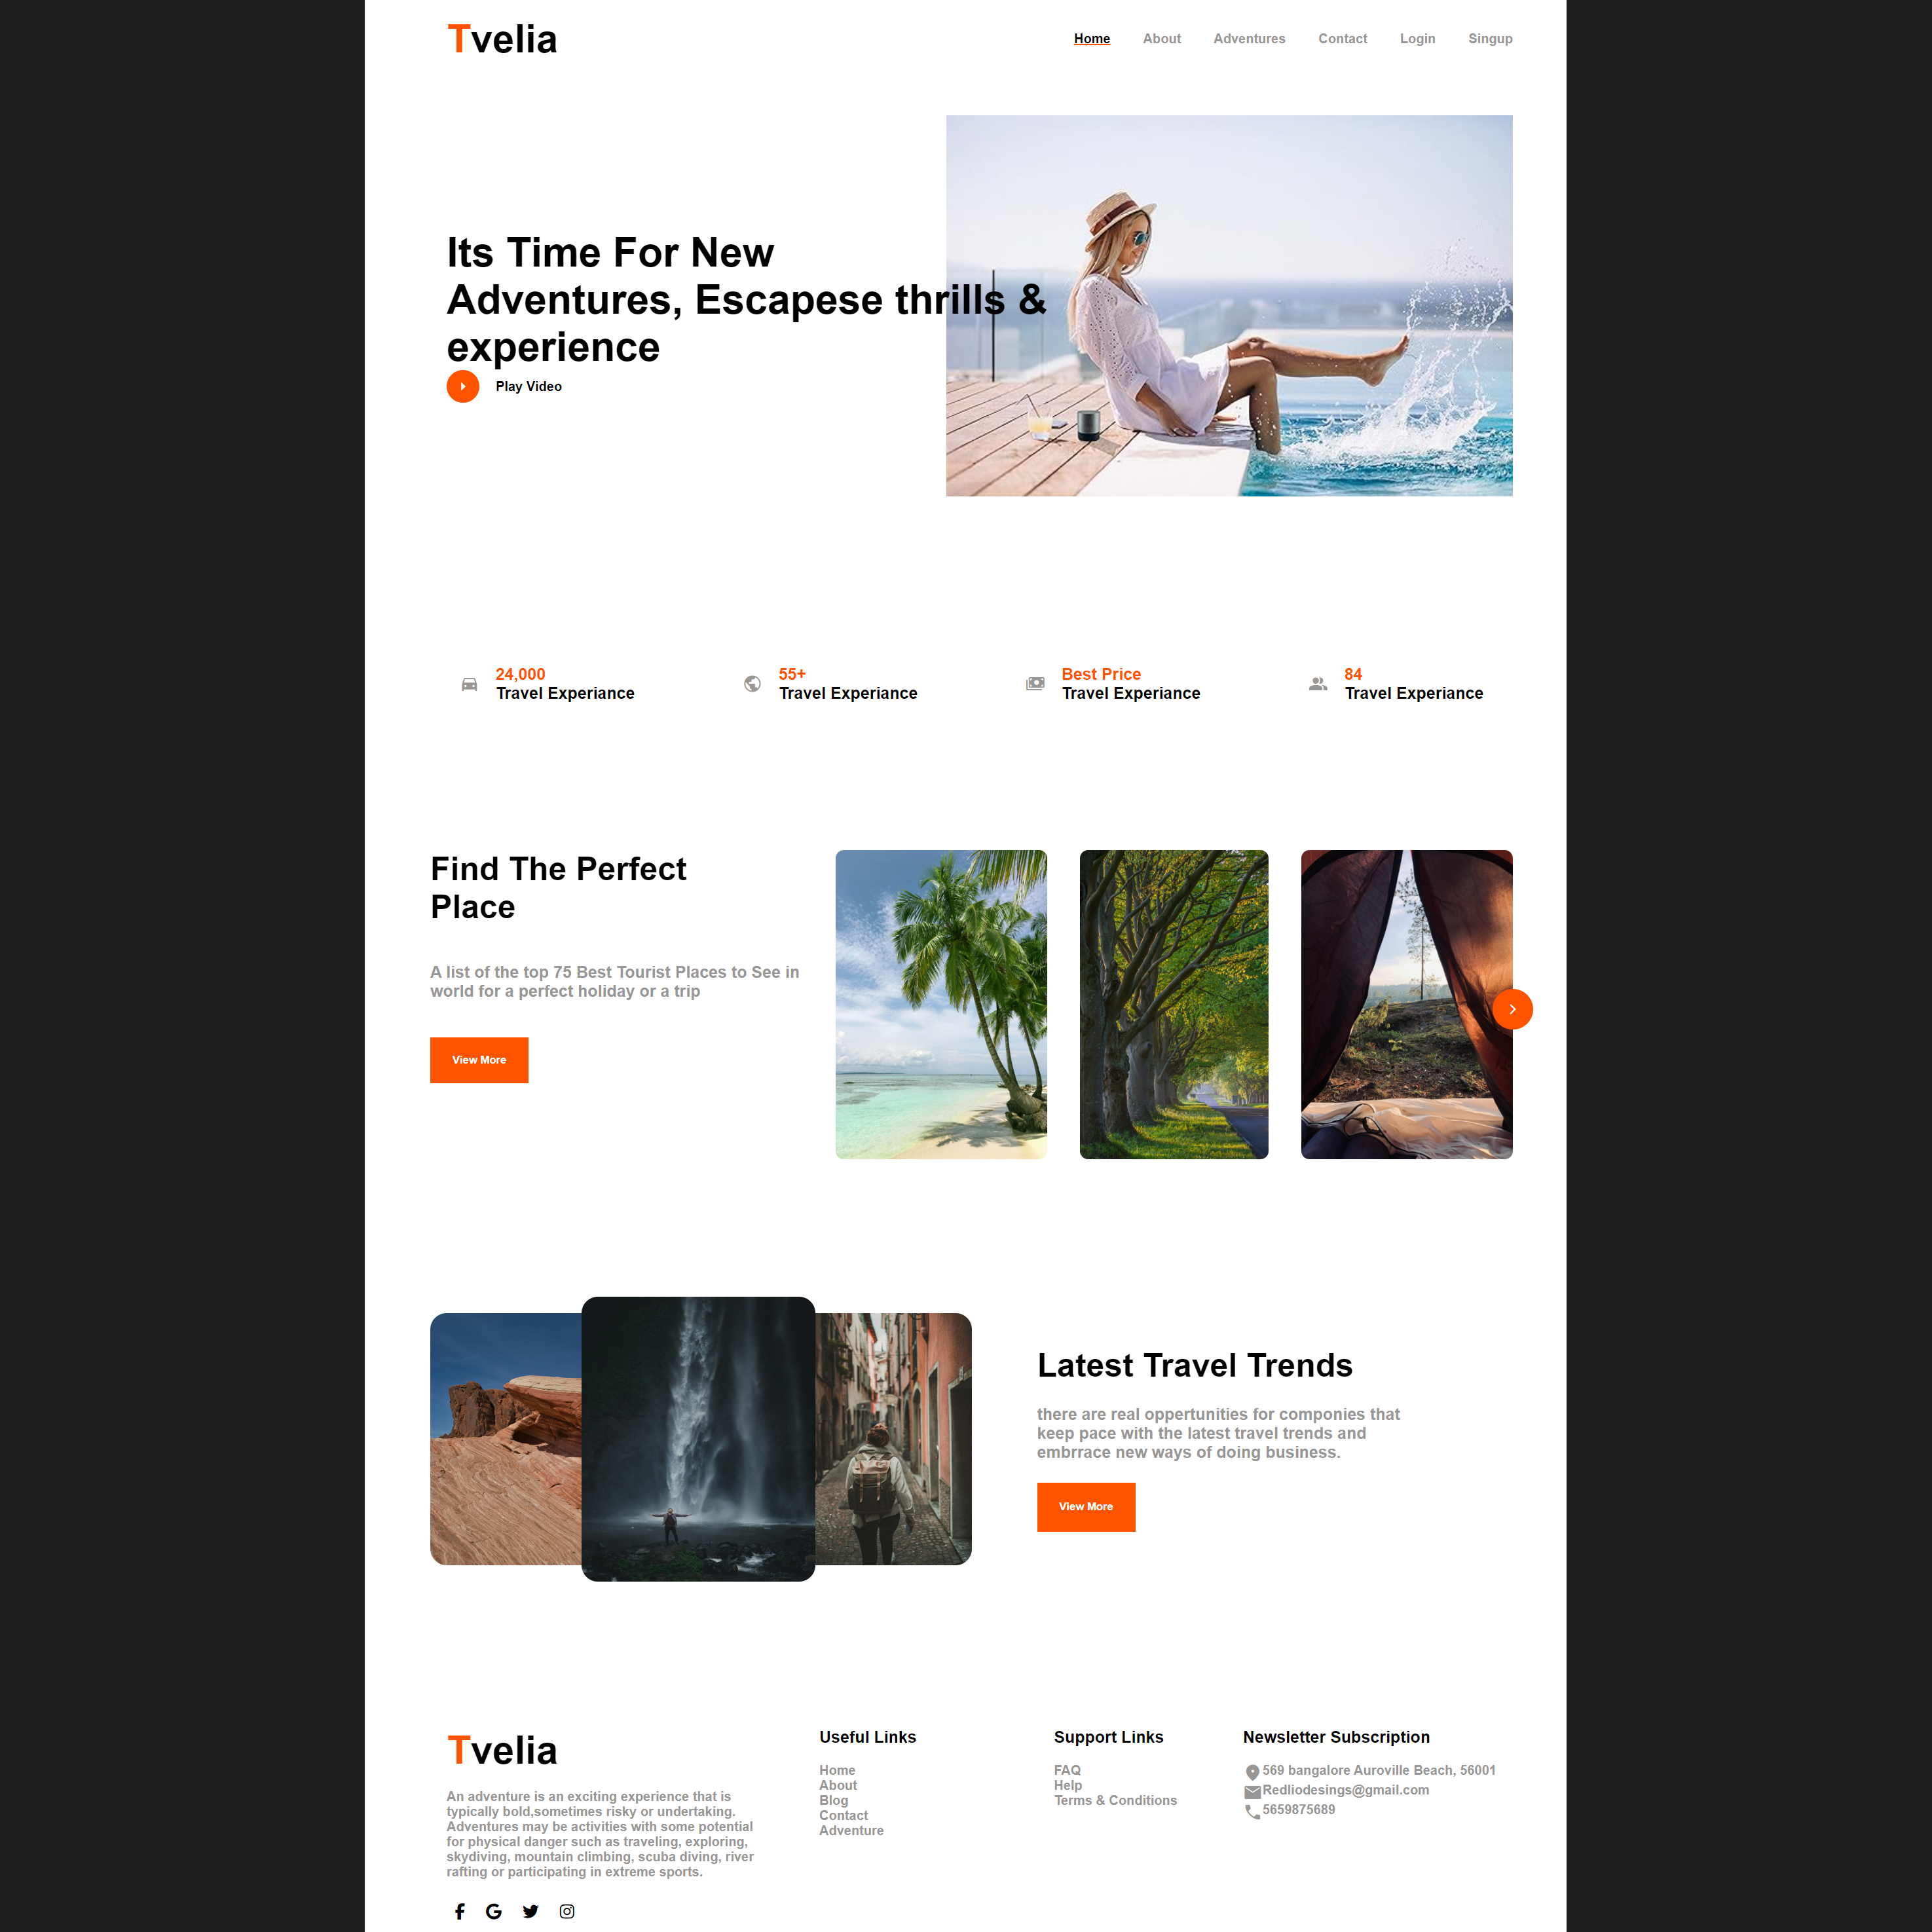 Tvelia
Home About Adventures Contact Login Singup
Its Time For New
Adventures, Escapese thrills &
experience
Play Video
24,000
Travel Experiance
55+
Travel Experiance
Best Price
Travel Experiance
84
Travel Experiance
Find The Perfect
Place
A list of the top 75 Best Tourist Places to See in
world for a perfect holiday or a trip
View More
Latest Travel Trends
there are real oppertunities for componies that
keep pace with the latest travel trends and
embrrace new ways of doing business.
View More
Tvelia
An adventure is an exciting experience that is
typically bold,sometimes risky or undertaking.
Adventures may be activities with some potential
for physical danger such as traveling, exploring,
skydiving, mountain climbing, scuba diving, river
rafting or participating in extreme sports.
Useful Links
Home
About
Blog
Contact
Adventure
Support Links
FAQ
Help
Terms & Conditions
Newsletter Subscription
569 bangalore Auroville Beach, 56001
Redliodesings@gmail.com
5659875689